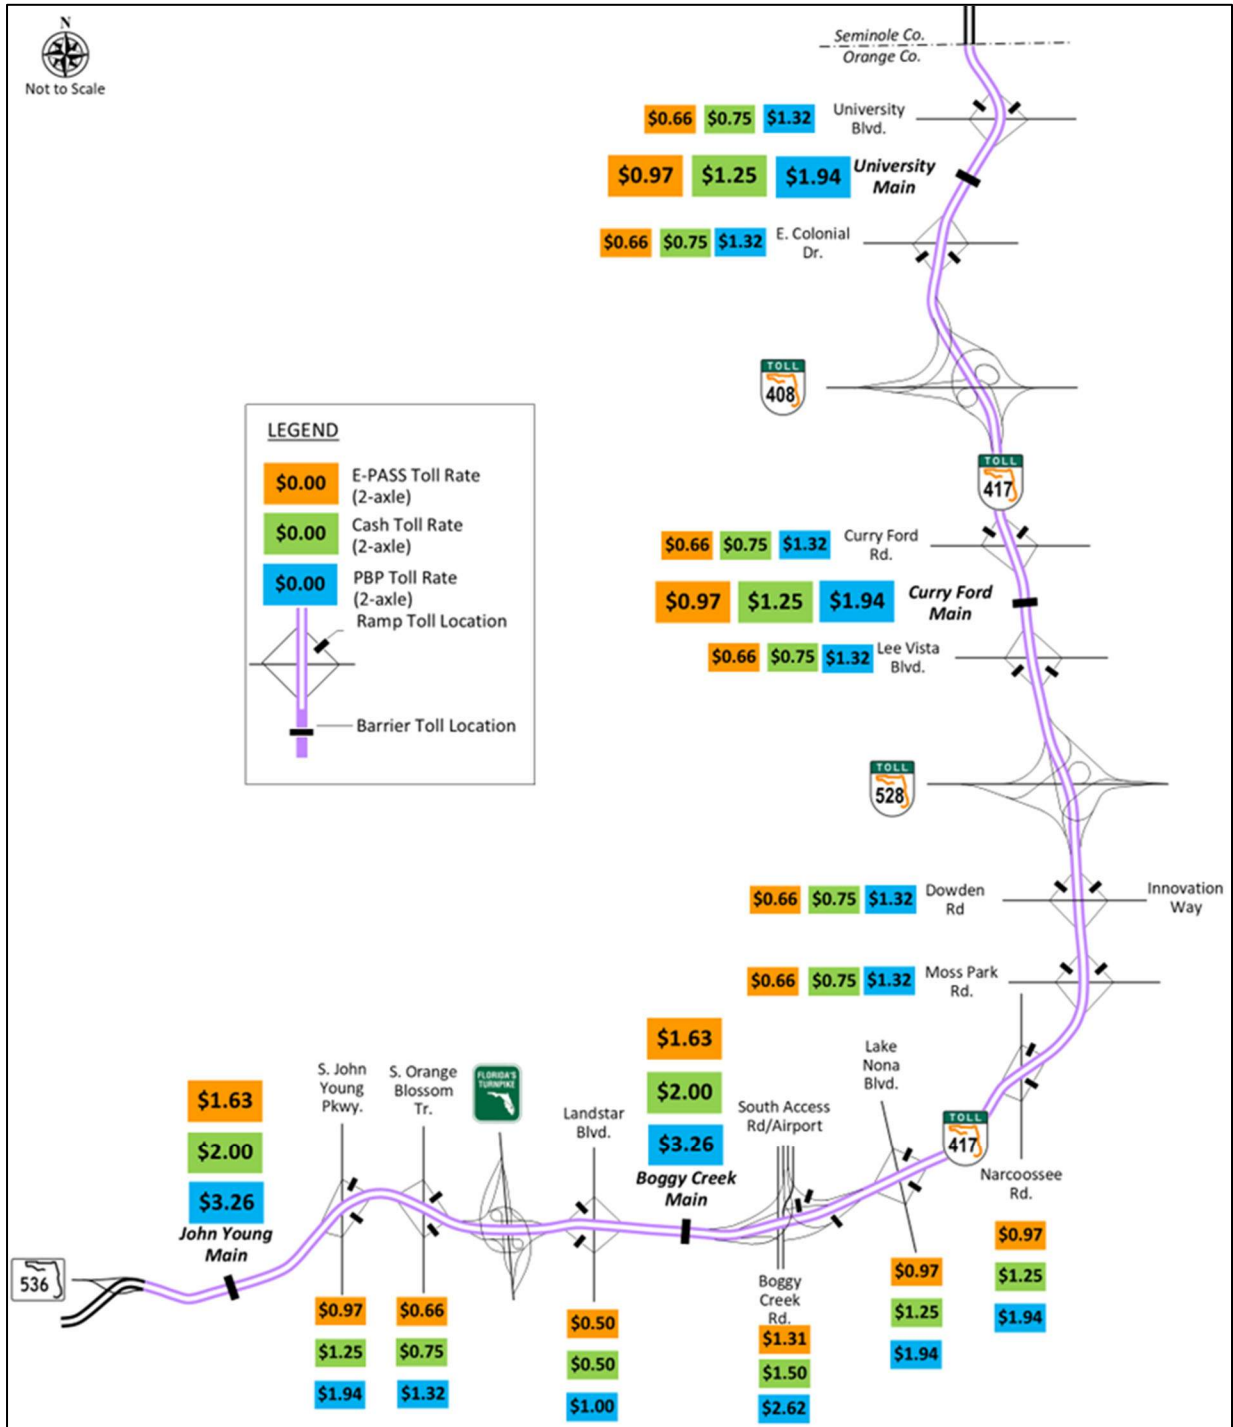 N
Not to Scale
Seminole Co.
Orange Co.
$0.66 $0.75 $1.32 University
Blvd.
$0.97 $1.25 $1.94 University
Main
$0.66 $0.75 $1.32 E. Colonial
Dr.
TOLL
408
LEGEND
$0.00 E-PASS Toll Rate
(2-axle)
$0.00 Cash Toll Rate
(2-axle)
$0.00 PBP Toll Rate
(2-axle)
Ramp Toll Location
Barrier Toll Location
TOLL
417
$0.66 $0.75 $1.32 Curry Ford
Rd.
$0.97 $1.25 $1.94 Curry Ford
Main
$0.66 $0.75 $1.32 Lee Vista
Blvd.
TOLL
528
$0.66 $0.75 $1.32 Dowden
Rd
Innovation
Way
$0.66 $0.75 $1.32 Moss Park
Rd.
$1.63
$2.00
$3.26
John Young
Main
S. John
Young
Pkwy.
S. Orange
Blossom
Tr.
FLORIDA'S
TURNPIKE
Landstar
Blvd.
$1.63
$2.00
$3.26
Boggy Creek
Main
South Access
Rd/Airport
Lake
Nona
Blvd.
TOLL
417
Narcoossee
Rd.
$0.97
$1.25
$1.94
536
$0.97
$1.25
$1.94
$0.66
$0.75
$1.32
$0.50
$0.50
$1.00
Boggy
Creek
Rd.
$1.31
$1.50
$2.62
$0.97
$1.25
$1.94